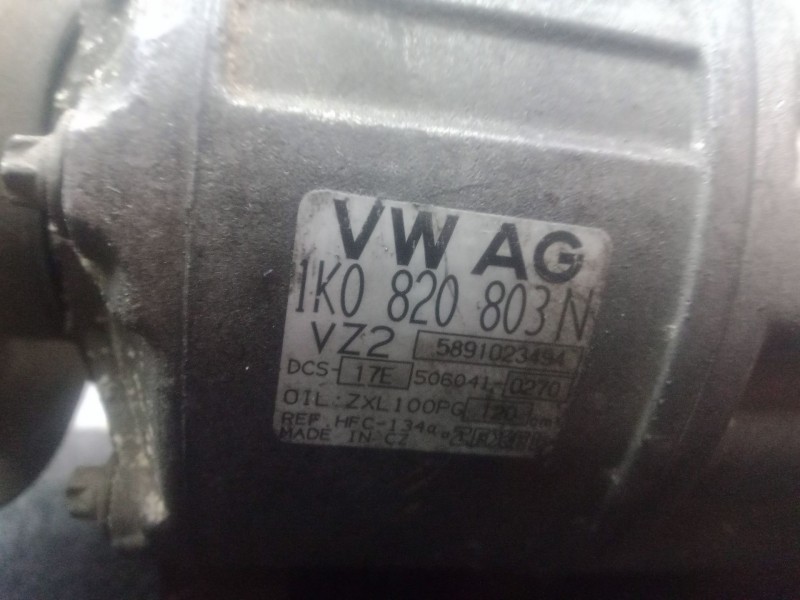 VW AG
1K0 820 803 N
VZ2 5891023494
DCS-17E 506041-0270
OIL:ZXL100PG 120 cm³
REF.HFC-134a
MADE IN CZ